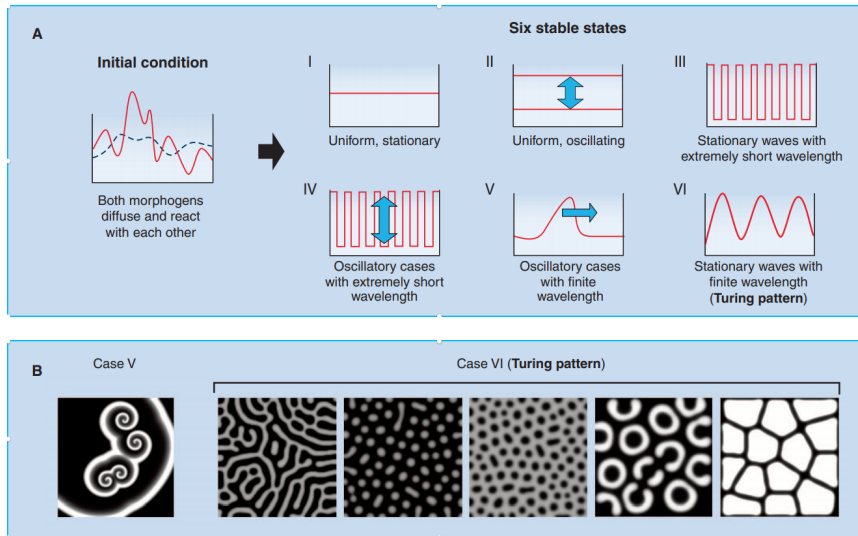 A
Six stable states
Initial condition
Both morphogens
diffuse and react
with each other
I
Uniform, stationary
II
Uniform, oscillating
III
Stationary waves with
extremely short wavelength
IV
Oscillatory cases
with extremely short
wavelength
V
Oscillatory cases
with finite
wavelength
VI
Stationary waves with
finite wavelength
(Turing pattern)
B
Case V
Case VI (Turing pattern)